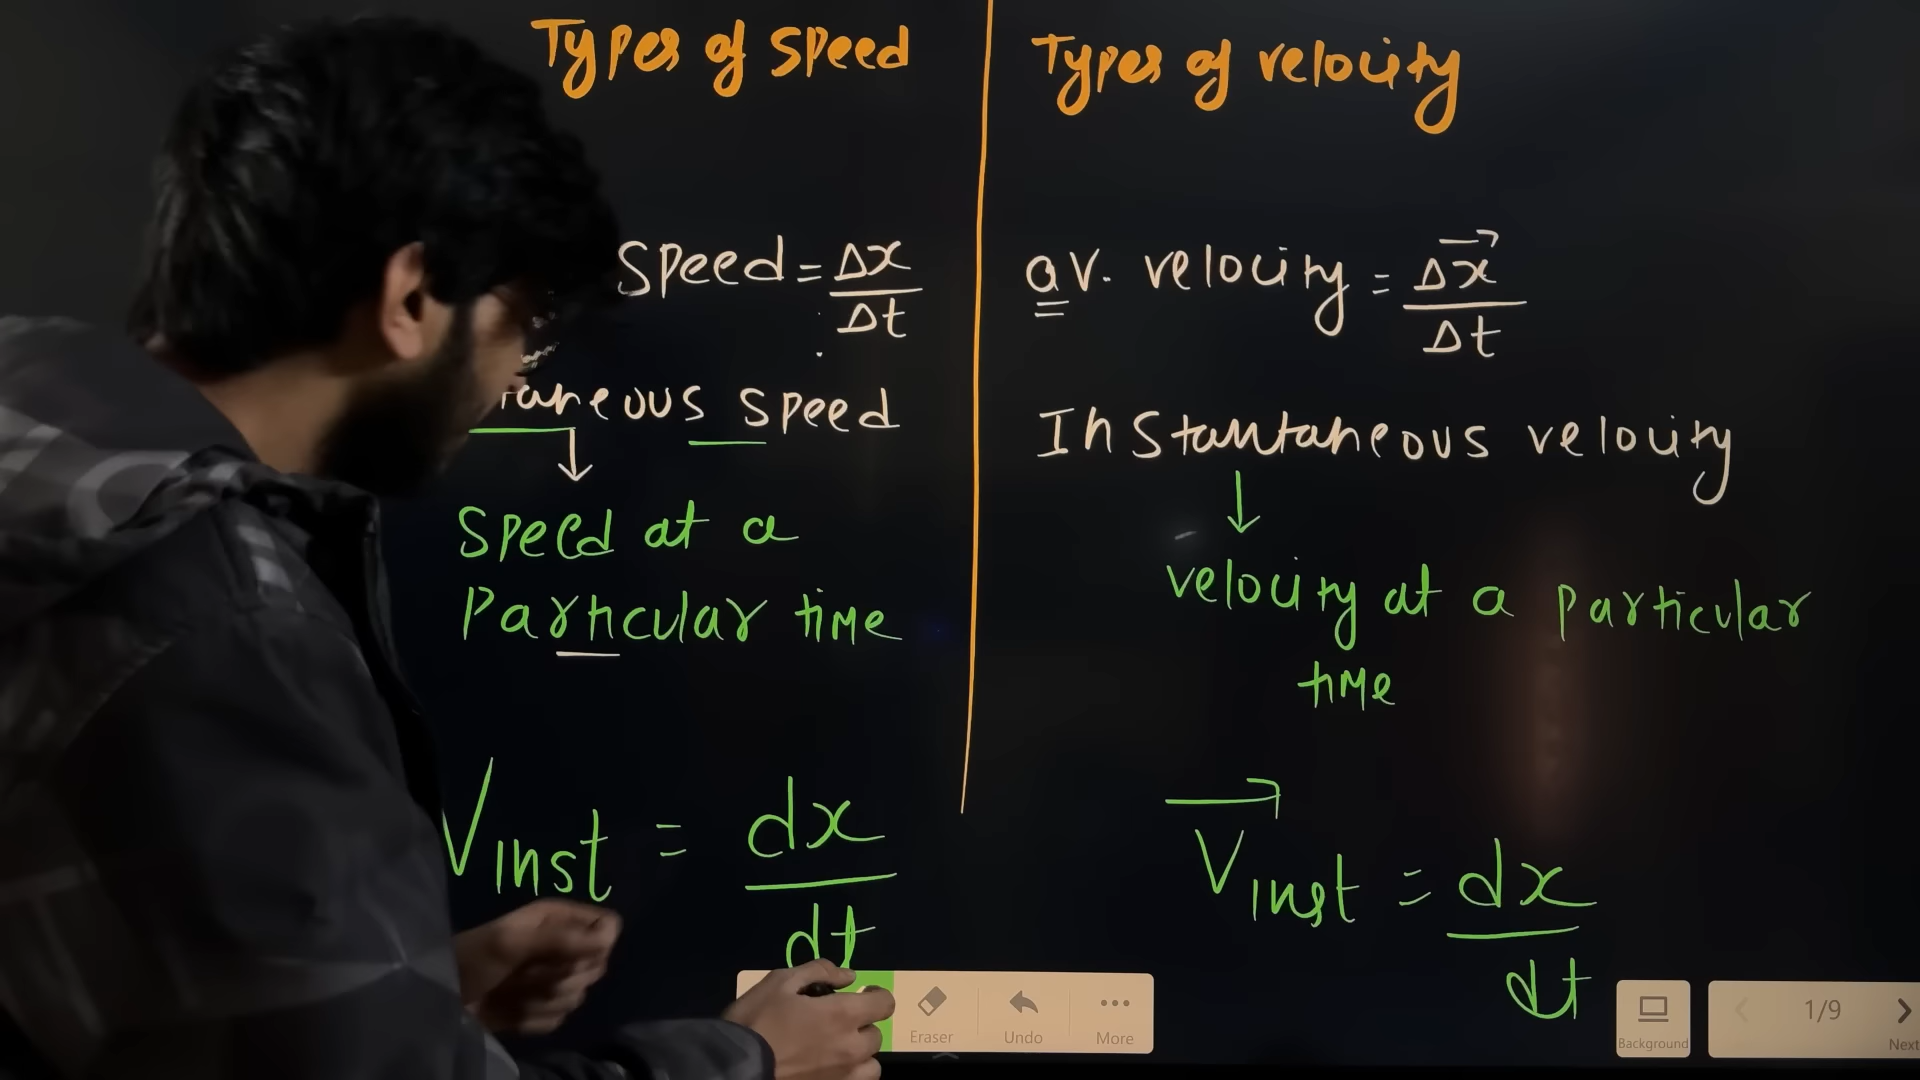 Types of speed
Speed = Δx
Δt
taneous speed
Speed at a
Particular time
Vinst = dx
dt
Types of velocity
av. velocity = Δx⃗
Δt
Instantaneous velocity
velocity at a particular
time
V⃗inst = dx
dt
Eraser
Undo
More
Background
1/9
Next